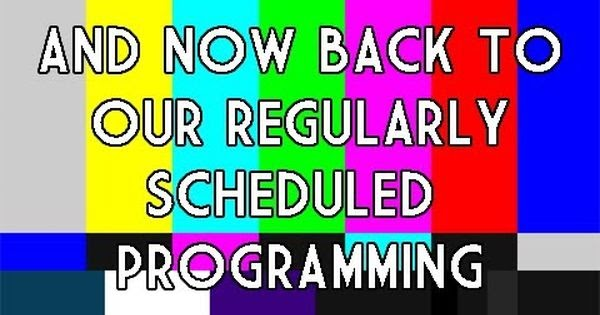 AND NOW BACK TO
OUR REGULARLY
SCHEDULED
PROGRAMMING